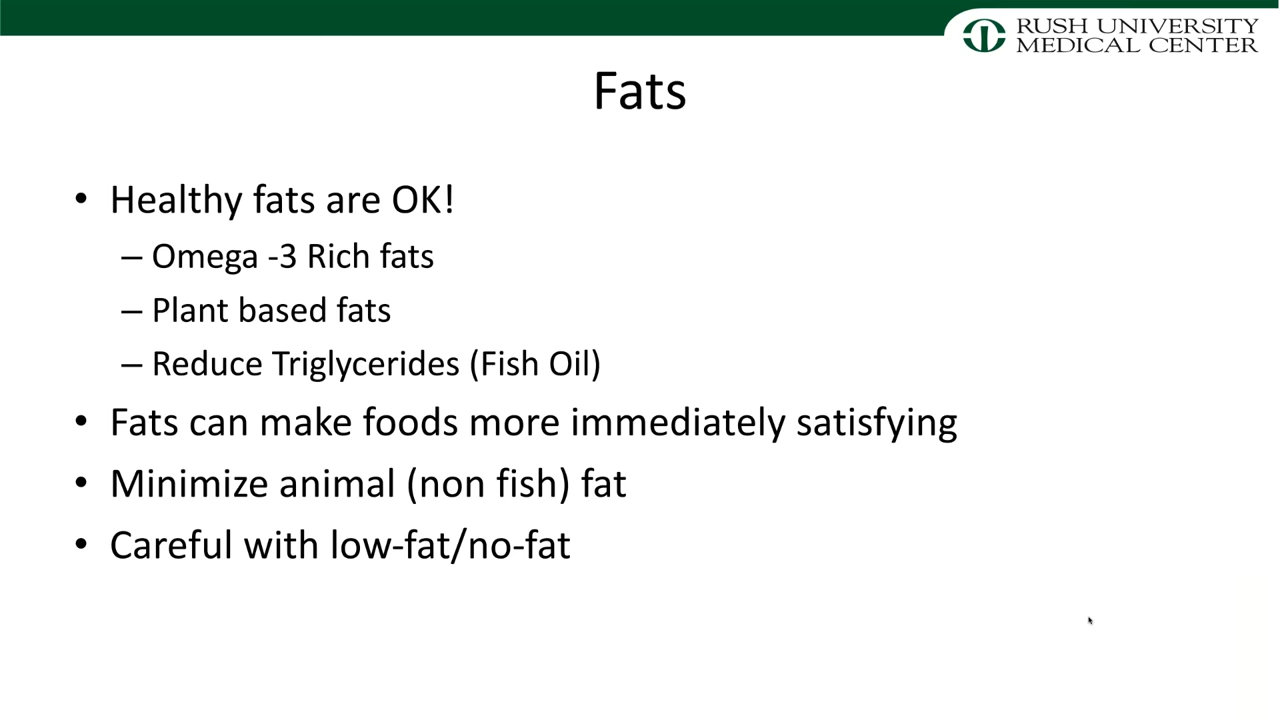 RUSH UNIVERSITY
MEDICAL CENTER
Fats
• Healthy fats are OK!
– Omega -3 Rich fats
– Plant based fats
– Reduce Triglycerides (Fish Oil)
• Fats can make foods more immediately satisfying
• Minimize animal (non fish) fat
• Careful with low-fat/no-fat